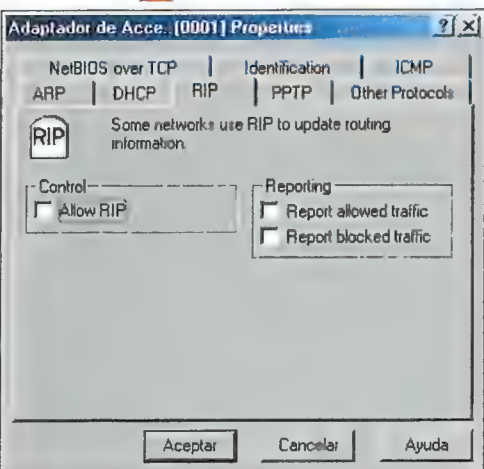 Adaptador de Acce.. [0001] Properties
NetBIOS over TCP Identification ICMP
ARP DHCP RIP PPTP Other Protocols
RIP
Some networks use RIP to update routing
information.
Control
Allow RIP
Reporting
Report allowed traffic
Report blocked traffic
Aceptar Cancelar Ayuda